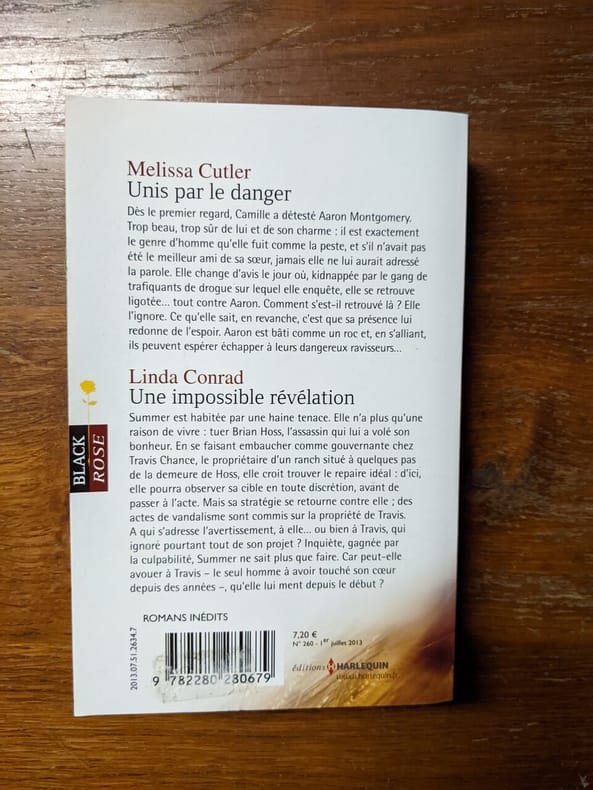 Melissa Cutler
Unis par le danger
Dès le premier regard, Camille a détesté Aaron Montgomery.
Trop beau, trop sûr de lui et de son charme : il est exactement
le genre d'homme qu'elle fuit comme la peste, et s'il n'avait pas
été le meilleur ami de sa sœur, jamais elle ne lui aurait adressé
la parole. Elle change d'avis le jour où, kidnappée par le gang de
trafiquants de drogue sur lequel elle enquête, elle se retrouve
ligotée... tout contre Aaron. Comment s'est-il retrouvé là ? Elle
l'ignore. Ce qu'elle sait, en revanche, c'est que sa présence lui
redonne de l'espoir. Aaron est bâti comme un roc et, en s'alliant,
ils peuvent espérer échapper à leurs dangereux ravisseurs...
Linda Conrad
Une impossible révélation
Summer est habitée par une haine tenace. Elle n'a plus qu'une
raison de vivre : tuer Brian Hoss, l'assassin qui lui a volé son
bonheur. En se faisant embaucher comme gouvernante chez
Travis Chance, le propriétaire d'un ranch situé à quelques pas
de la demeure de Hoss, elle croit trouver le repaire idéal : d'ici,
elle pourra observer sa cible en toute discrétion, avant de
passer à l'acte. Mais sa stratégie se retourne contre elle ; des
actes de vandalisme sont commis sur la propriété de Travis.
A qui s'adresse l'avertissement, à elle... ou bien à Travis, qui
ignore pourtant tout de son projet ? Inquiète, gagnée par
la culpabilité, Summer ne sait plus que faire. Car peut-elle
avouer à Travis – le seul homme à avoir touché son cœur
depuis des années –, qu'elle lui ment depuis le début ?
BLACK
ROSE
ROMANS INÉDITS
2013.07.51.2634.7
9 782280 280679
7,20 €
N° 260 - 1er juillet 2013
éditions HARLEQUIN
www.harlequin.fr